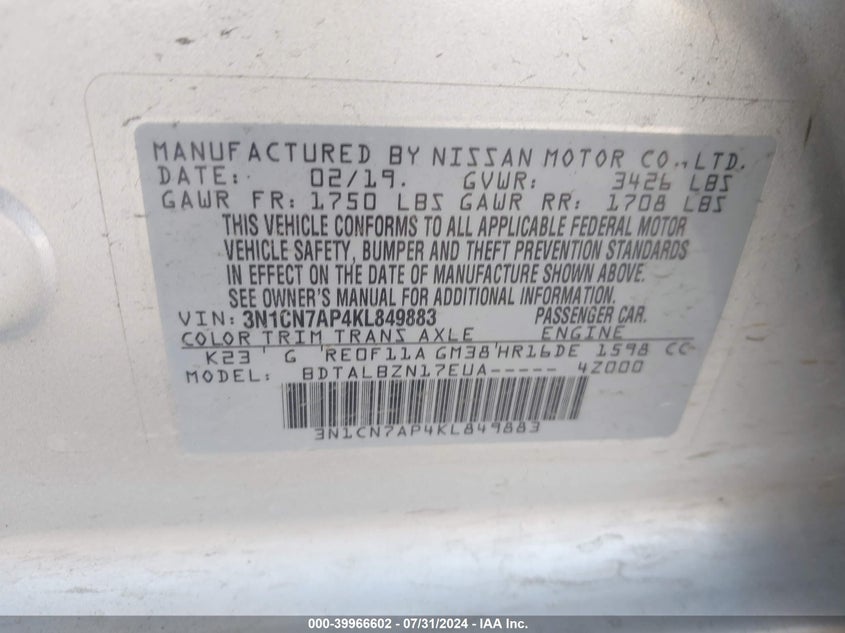 MANUFACTURED BY NISSAN MOTOR CO.,LTD.
DATE: 02/19. GVWR: 3426 LBS
GAWR FR: 1750 LBS GAWR RR: 1708 LBS
THIS VEHICLE CONFORMS TO ALL APPLICABLE FEDERAL MOTOR
VEHICLE SAFETY, BUMPER AND THEFT PREVENTION STANDARDS
IN EFFECT ON THE DATE OF MANUFACTURE SHOWN ABOVE.
SEE OWNER'S MANUAL FOR ADDITIONAL INFORMATION.
VIN: 3N1CN7AP4KL849883 PASSENGER CAR.
COLOR TRIM TRANS AXLE ENGINE
K23 ' G 'RE0F11A GM38'HR16DE 1598 CC
MODEL: BDTALBZN17EUA----- 4Z000
3N1CN7AP4KL849883
000-39966602 / 07/31/2024 - IAA Inc.